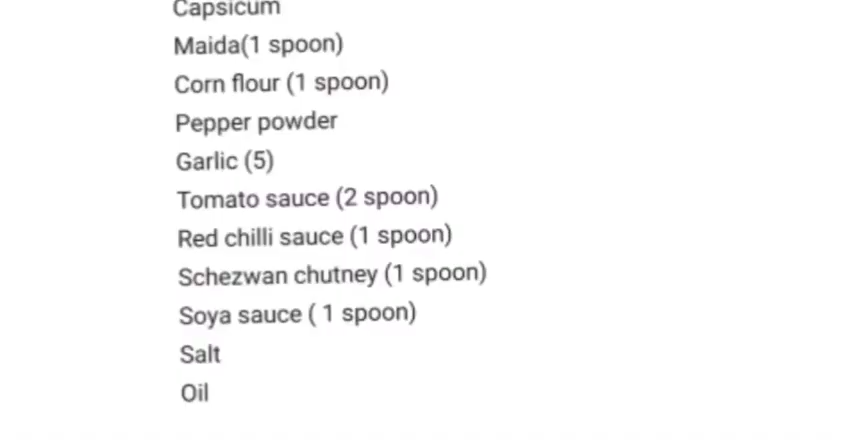 Capsicum
Maida(1 spoon)
Corn flour (1 spoon)
Pepper powder
Garlic (5)
Tomato sauce (2 spoon)
Red chilli sauce (1 spoon)
Schezwan chutney (1 spoon)
Soya sauce ( 1 spoon)
Salt
Oil